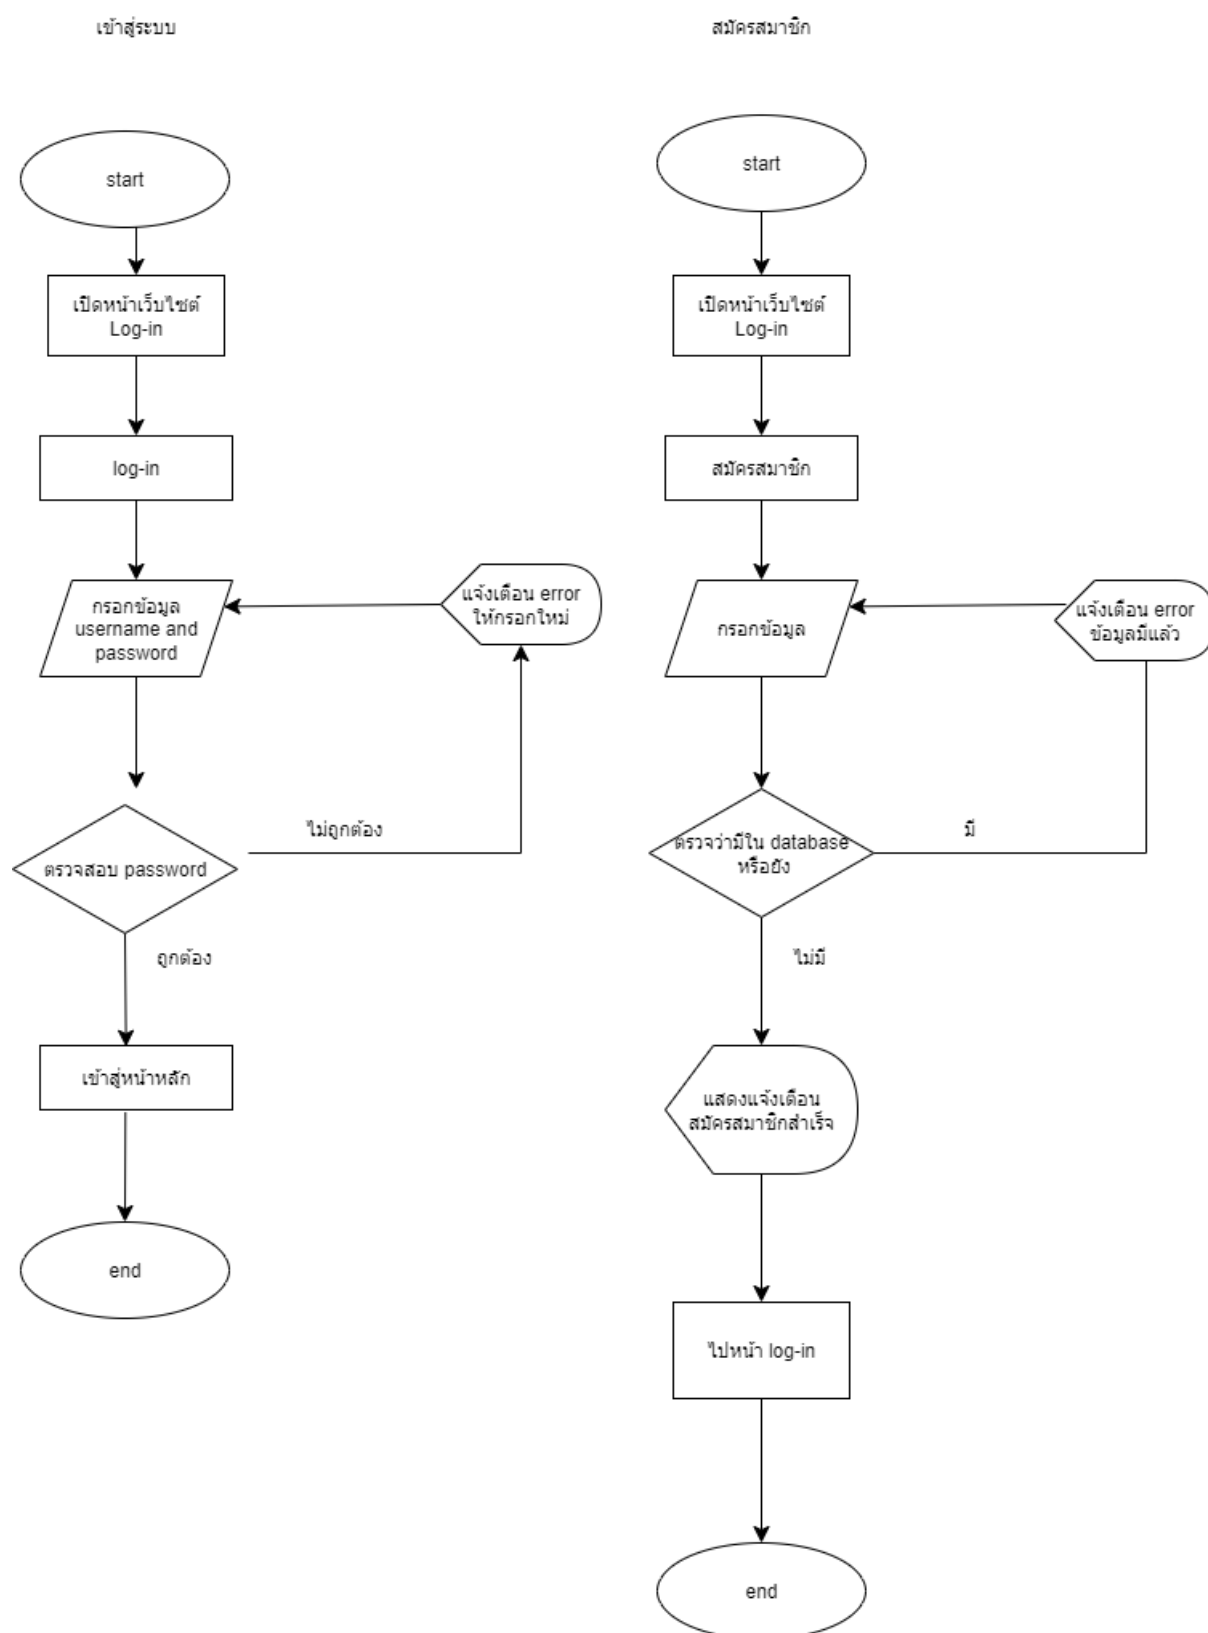 เข้าสู่ระบบ
start
เปิดหน้าเว็บไซต์
Log-in
log-in
กรอกข้อมูล
username and
password
แจ้งเตือน error
ให้กรอกใหม่
ตรวจสอบ password
ไม่ถูกต้อง
ถูกต้อง
เข้าสู่หน้าหลัก
end
สมัครสมาชิก
start
เปิดหน้าเว็บไซต์
Log-in
สมัครสมาชิก
กรอกข้อมูล
แจ้งเตือน error
ข้อมูลมีแล้ว
ตรวจว่ามีใน database
หรือยัง
มี
ไม่มี
แสดงแจ้งเตือน
สมัครสมาชิกสำเร็จ
ไปหน้า log-in
end